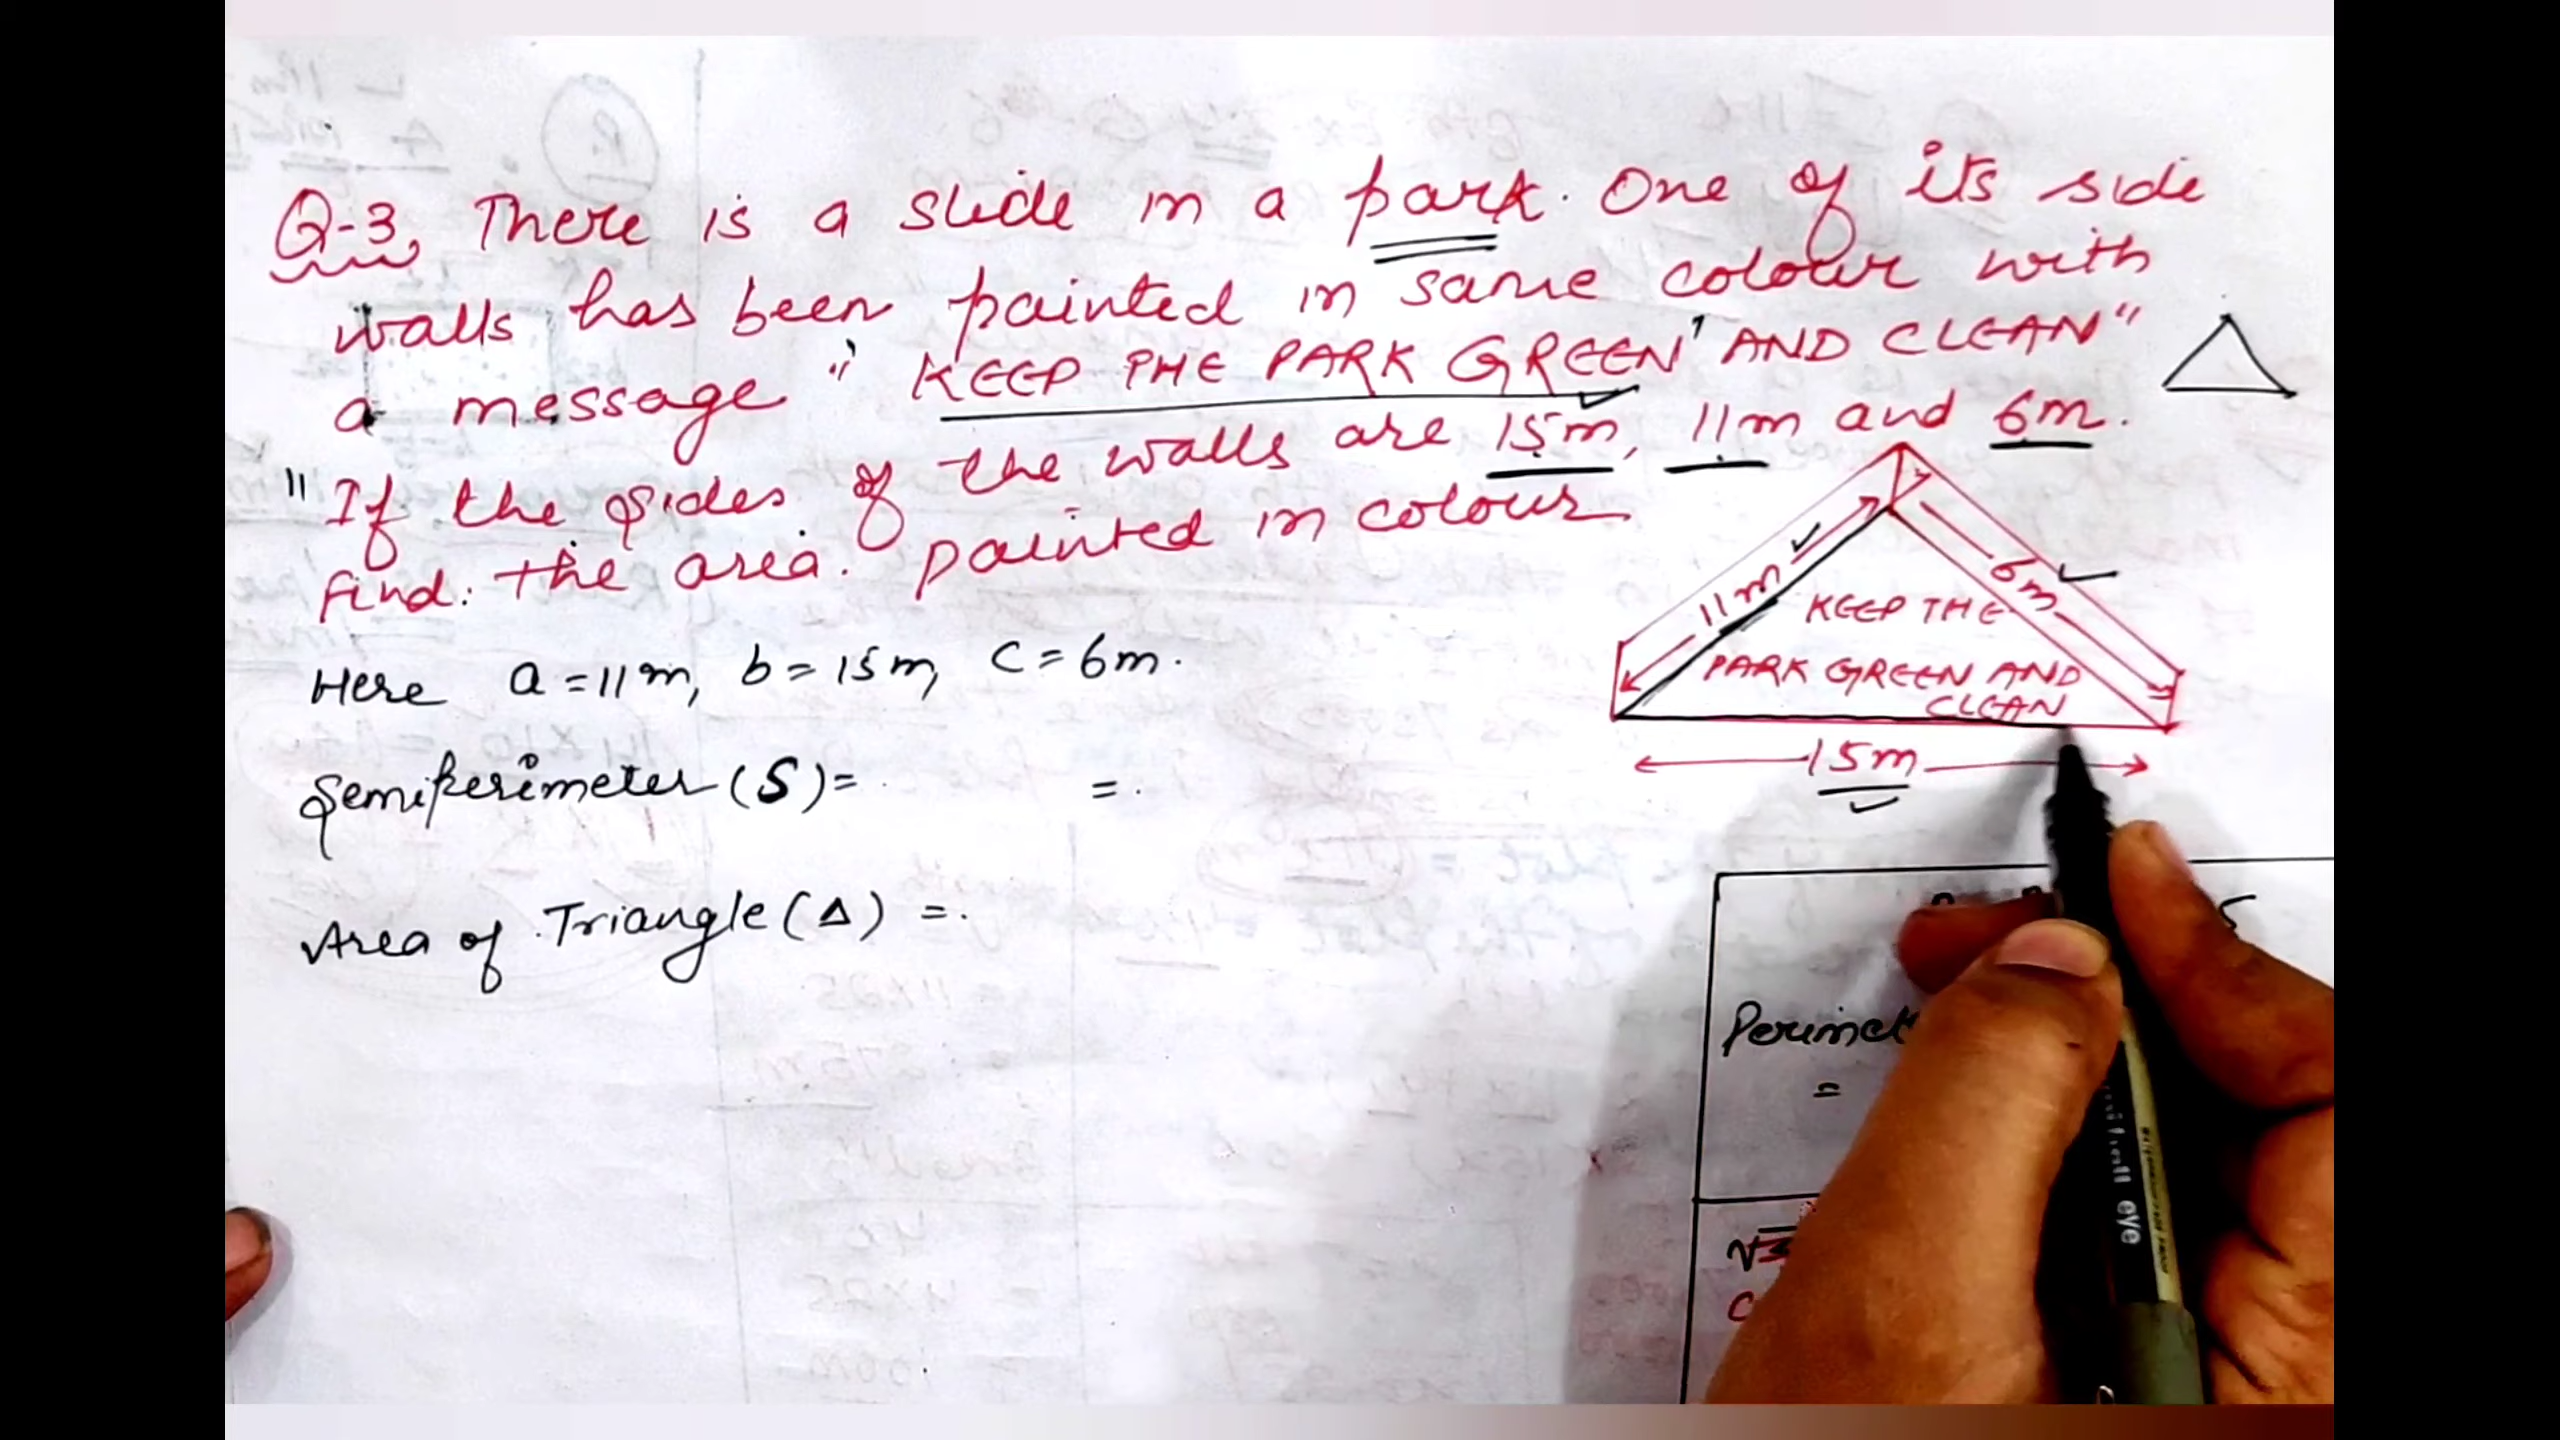 Q-3, There is a slide in a park. One of its side
walls has been painted in same colour with
a message " KEEP THE PARK GREEN AND CLEAN"
"If the sides of the walls are 15m, 11m and 6m.
find: the area. painted in colour
11m
6m
KEEP THE
PARK GREEN AND
CLEAN
15m
Here a = 11m, b = 15m, c = 6m.
Semiperimeter (S) = =
Area of Triangle (Δ) =
=